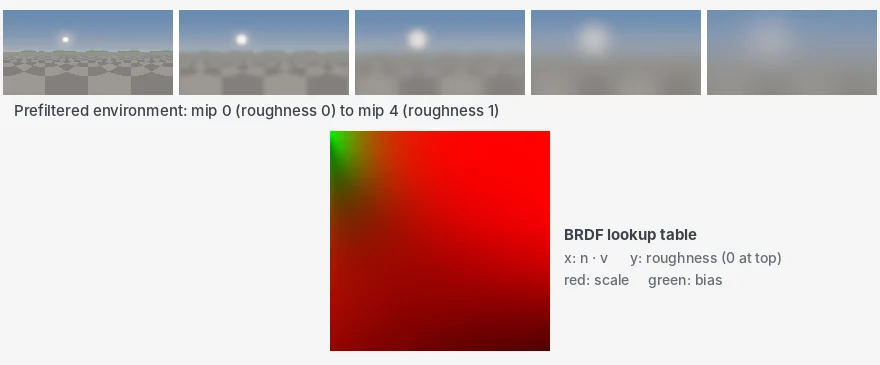 Prefiltered environment: mip 0 (roughness 0) to mip 4 (roughness 1)
BRDF lookup table
x: n · v y: roughness (0 at top)
red: scale green: bias